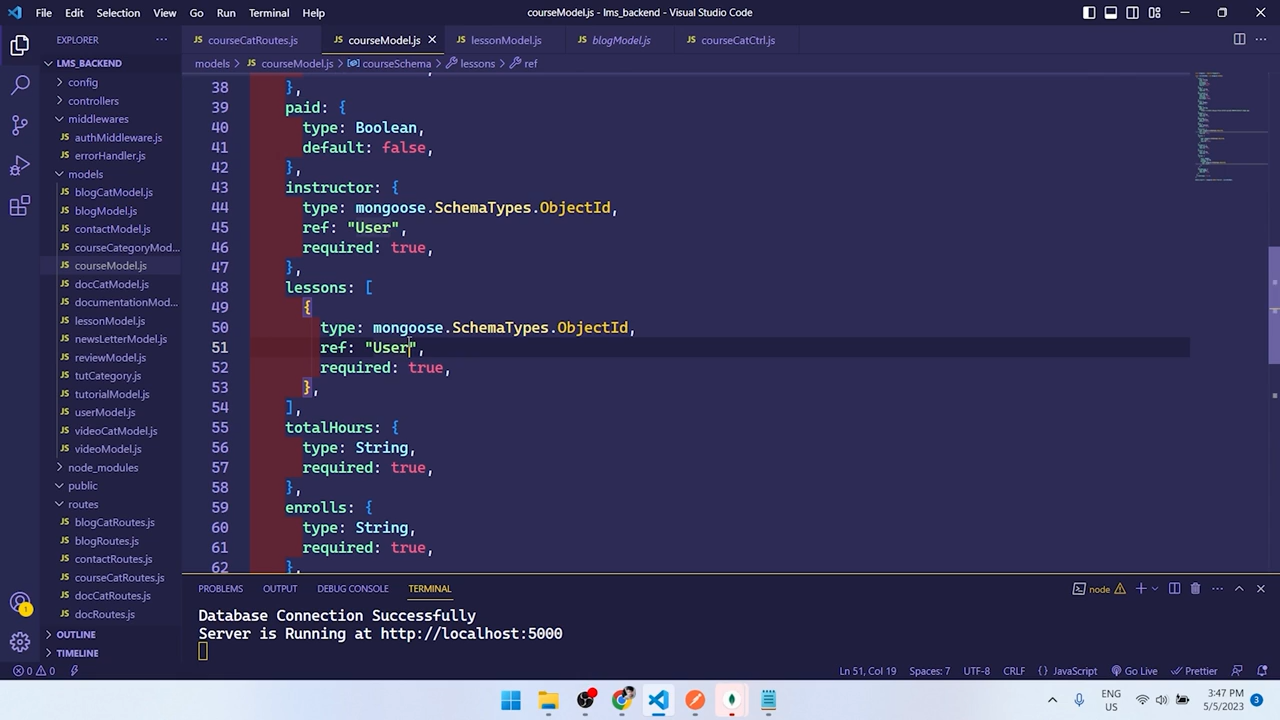 File Edit Selection View Go Run Terminal Help
courseModel.js - lms_backend - Visual Studio Code
EXPLORER
courseCatRoutes.js
courseModel.js
lessonModel.js
blogModel.js
courseCatCtrl.js
LMS_BACKEND
models > courseModel.js > courseSchema > lessons > ref
config
controllers
middlewares
authMiddleware.js
errorHandler.js
models
blogCatModel.js
blogModel.js
contactModel.js
courseCategoryMod...
courseModel.js
docCatModel.js
documentationMod...
lessonModel.js
newsLetterModel.js
reviewModel.js
tutCategory.js
tutorialModel.js
userModel.js
videoCatModel.js
videoModel.js
node_modules
public
routes
blogCatRoutes.js
blogRoutes.js
contactRoutes.js
courseCatRoutes.js
docCatRoutes.js
docRoutes.js
OUTLINE
TIMELINE
38 },
39 paid: {
40 type: Boolean,
41 default: false,
42 },
43 instructor: {
44 type: mongoose.SchemaTypes.ObjectId,
45 ref: "User",
46 required: true,
47 },
48 lessons: [
49 {
50 type: mongoose.SchemaTypes.ObjectId,
51 ref: "User",
52 required: true,
53 },
54 ],
55 totalHours: {
56 type: String,
57 required: true,
58 },
59 enrolls: {
60 type: String,
61 required: true,
62 },
PROBLEMS OUTPUT DEBUG CONSOLE TERMINAL
node
Database Connection Successfully
Server is Running at http://localhost:5000
1
0 0
Ln 51, Col 19 Spaces: 7 UTF-8 CRLF { } JavaScript Go Live Prettier
ENG
US
3:47 PM
5/5/2023
3